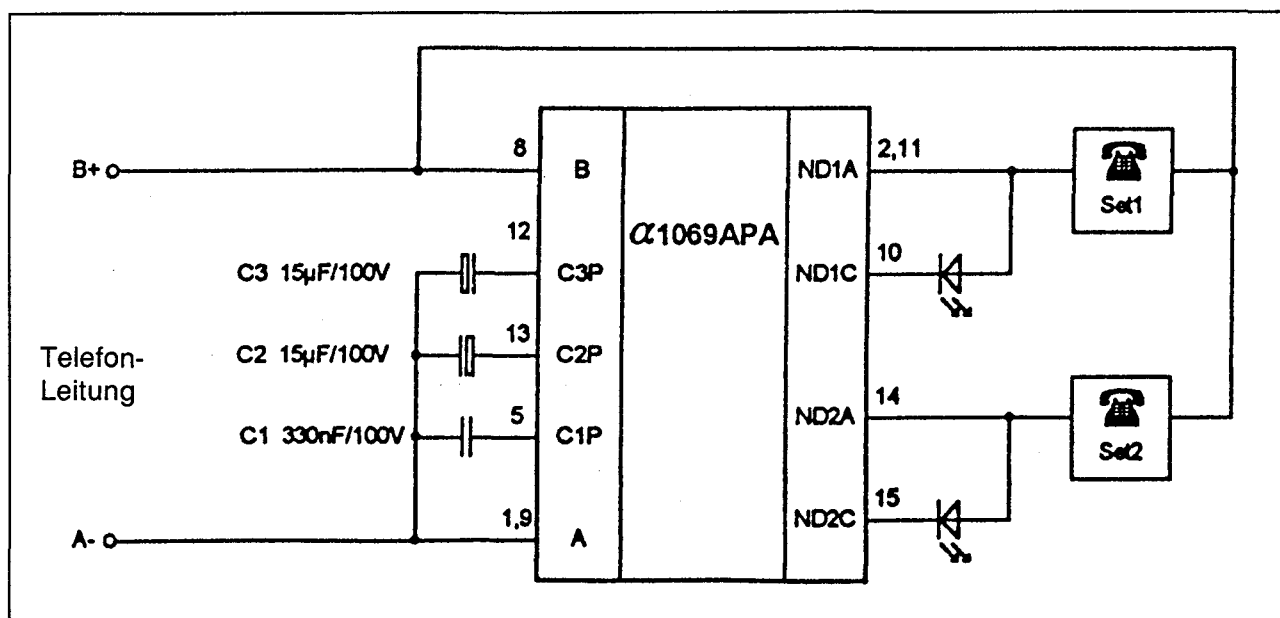 B+
8
B
ND1A
2,11
Set1
α1069APA
12
C3 15µF/100V
C3P
ND1C
10
13
C2 15µF/100V
C2P
Telefon-
Leitung
5
C1 330nF/100V
C1P
ND2A
14
Set2
ND2C
15
A-
1,9
A